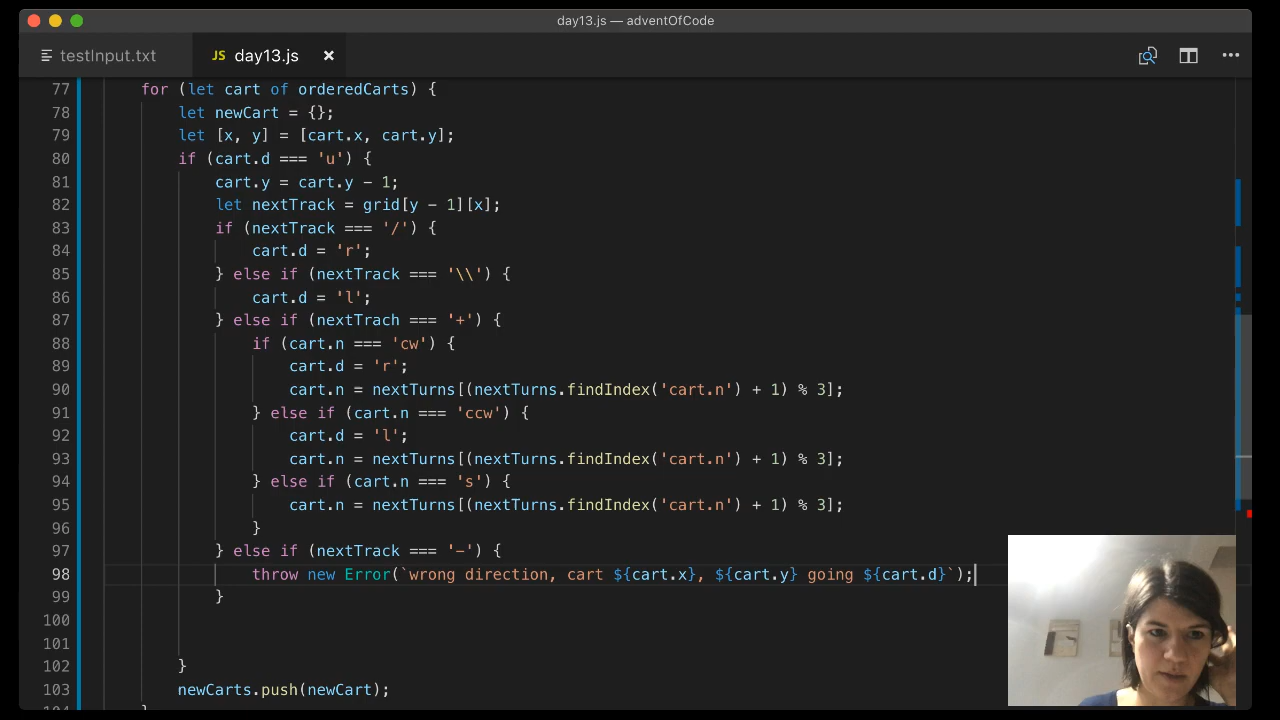 day13.js — adventOfCode
testInput.txt JS day13.js
77 for (let cart of orderedCarts) {
78 let newCart = {};
79 let [x, y] = [cart.x, cart.y];
80 if (cart.d === 'u') {
81 cart.y = cart.y - 1;
82 let nextTrack = grid[y - 1][x];
83 if (nextTrack === '/') {
84 cart.d = 'r';
85 } else if (nextTrack === '\\') {
86 cart.d = 'l';
87 } else if (nextTrach === '+') {
88 if (cart.n === 'cw') {
89 cart.d = 'r';
90 cart.n = nextTurns[(nextTurns.findIndex('cart.n') + 1) % 3];
91 } else if (cart.n === 'ccw') {
92 cart.d = 'l';
93 cart.n = nextTurns[(nextTurns.findIndex('cart.n') + 1) % 3];
94 } else if (cart.n === 's') {
95 cart.n = nextTurns[(nextTurns.findIndex('cart.n') + 1) % 3];
96 }
97 } else if (nextTrack === '-') {
98 throw new Error(`wrong direction, cart ${cart.x}, ${cart.y} going ${cart.d}`);
99 }
100
101
102 }
103 newCarts.push(newCart);